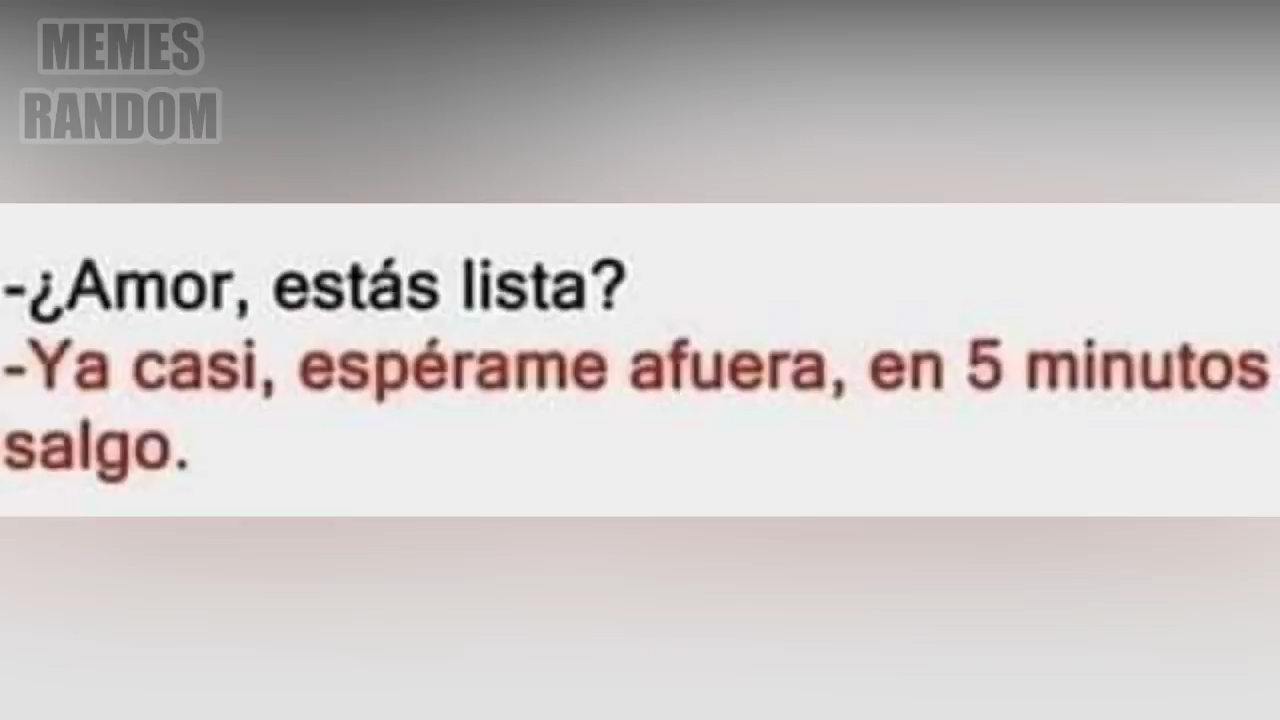 MEMES
RANDOM
-¿Amor, estás lista?
-Ya casi, espérame afuera, en 5 minutos
salgo.